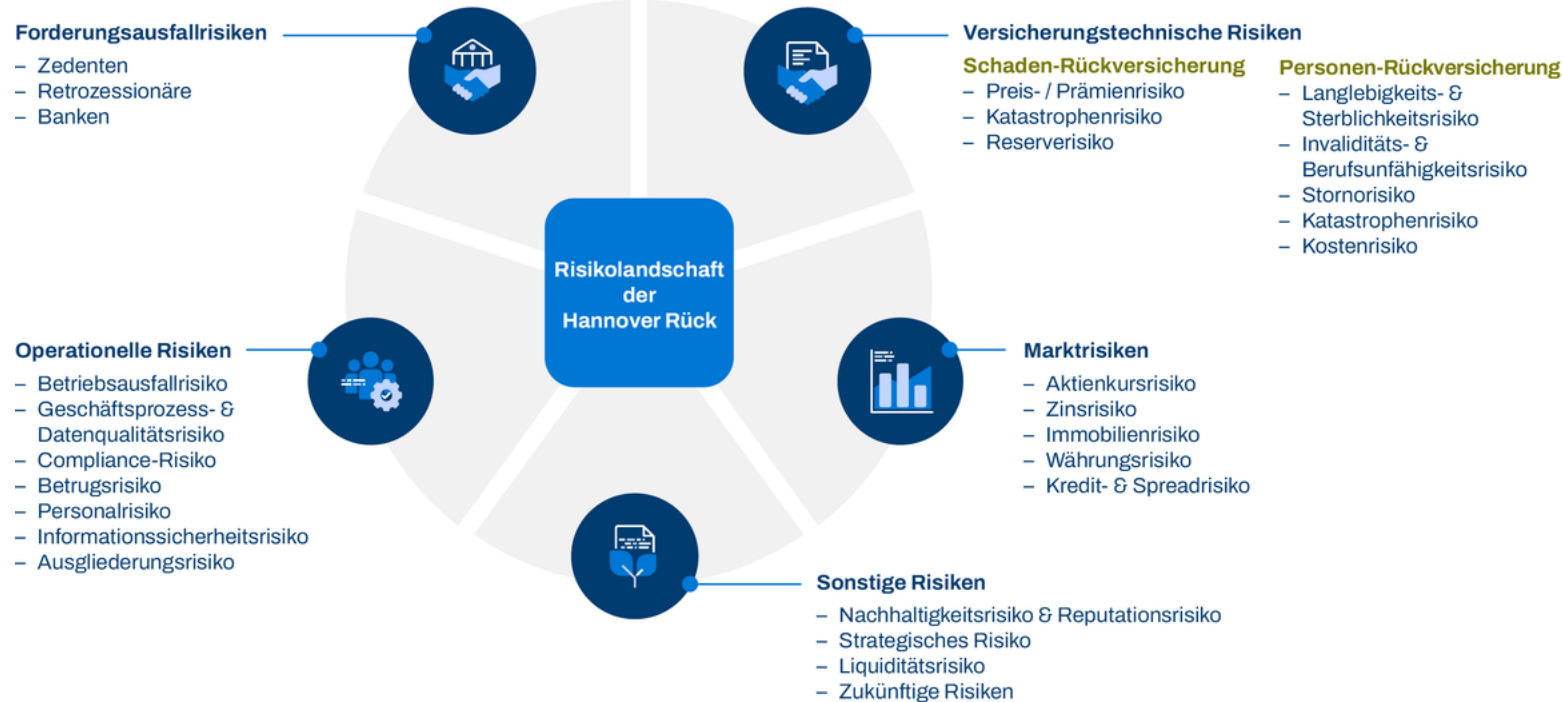 Forderungsausfallrisiken
– Zedenten
– Retrozessionäre
– Banken
Versicherungstechnische Risiken
Schaden-Rückversicherung
– Preis- / Prämienrisiko
– Katastrophenrisiko
– Reserverisiko
Personen-Rückversicherung
– Langlebigkeits- &
Sterblichkeitsrisiko
– Invaliditäts- &
Berufsunfähigkeitsrisiko
– Stornorisiko
– Katastrophenrisiko
– Kostenrisiko
Risikolandschaft
der
Hannover Rück
Operationelle Risiken
– Betriebsausfallrisiko
– Geschäftsprozess- &
Datenqualitätsrisiko
– Compliance-Risiko
– Betrugsrisiko
– Personalrisiko
– Informationssicherheitsrisiko
– Ausgliederungsrisiko
Marktrisiken
– Aktienkursrisiko
– Zinsrisiko
– Immobilienrisiko
– Währungsrisiko
– Kredit- & Spreadrisiko
Sonstige Risiken
– Nachhaltigkeitsrisiko & Reputationsrisiko
– Strategisches Risiko
– Liquiditätsrisiko
– Zukünftige Risiken